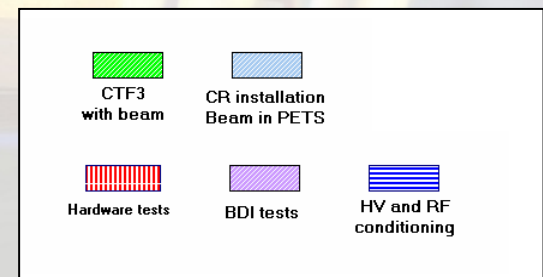 CTF3
with beam
CR installation
Beam in PETS
Hardware tests
BDI tests
HV and RF
conditioning